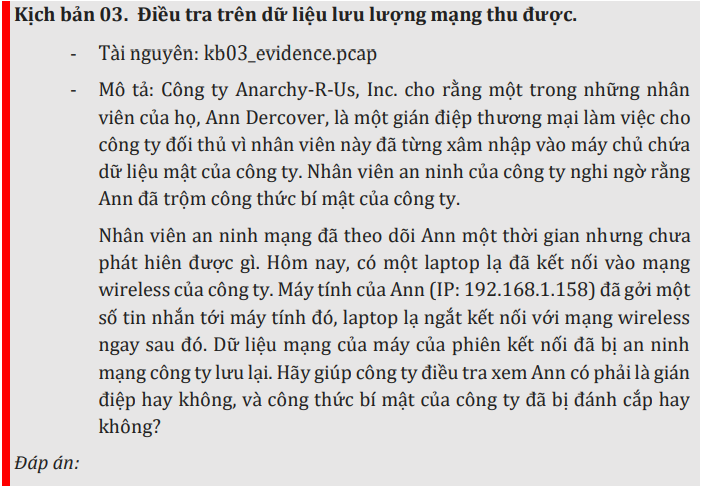 Kịch bản 03.  Điều tra trên dữ liệu lưu lượng mạng thu được.
- Tài nguyên: kb03_evidence.pcap
- Mô tả: Công ty Anarchy-R-Us, Inc. cho rằng một trong những nhân
viên của họ, Ann Dercover, là một gián điệp thương mại làm việc cho
công ty đối thủ vì nhân viên này đã từng xâm nhập vào máy chủ chứa
dữ liệu mật của công ty. Nhân viên an ninh của công ty nghi ngờ rằng
Ann đã trộm công thức bí mật của công ty.
Nhân viên an ninh mạng đã theo dõi Ann một thời gian nhưng chưa
phát hiên được gì. Hôm nay, có một laptop lạ đã kết nối vào mạng
wireless của công ty. Máy tính của Ann (IP: 192.168.1.158) đã gởi một
số tin nhắn tới máy tính đó, laptop lạ ngắt kết nối với mạng wireless
ngay sau đó. Dữ liệu mạng của máy của phiên kết nối đã bị an ninh
mạng công ty lưu lại. Hãy giúp công ty điều tra xem Ann có phải là gián
điệp hay không, và công thức bí mật của công ty đã bị đánh cắp hay
không?
Đáp án: